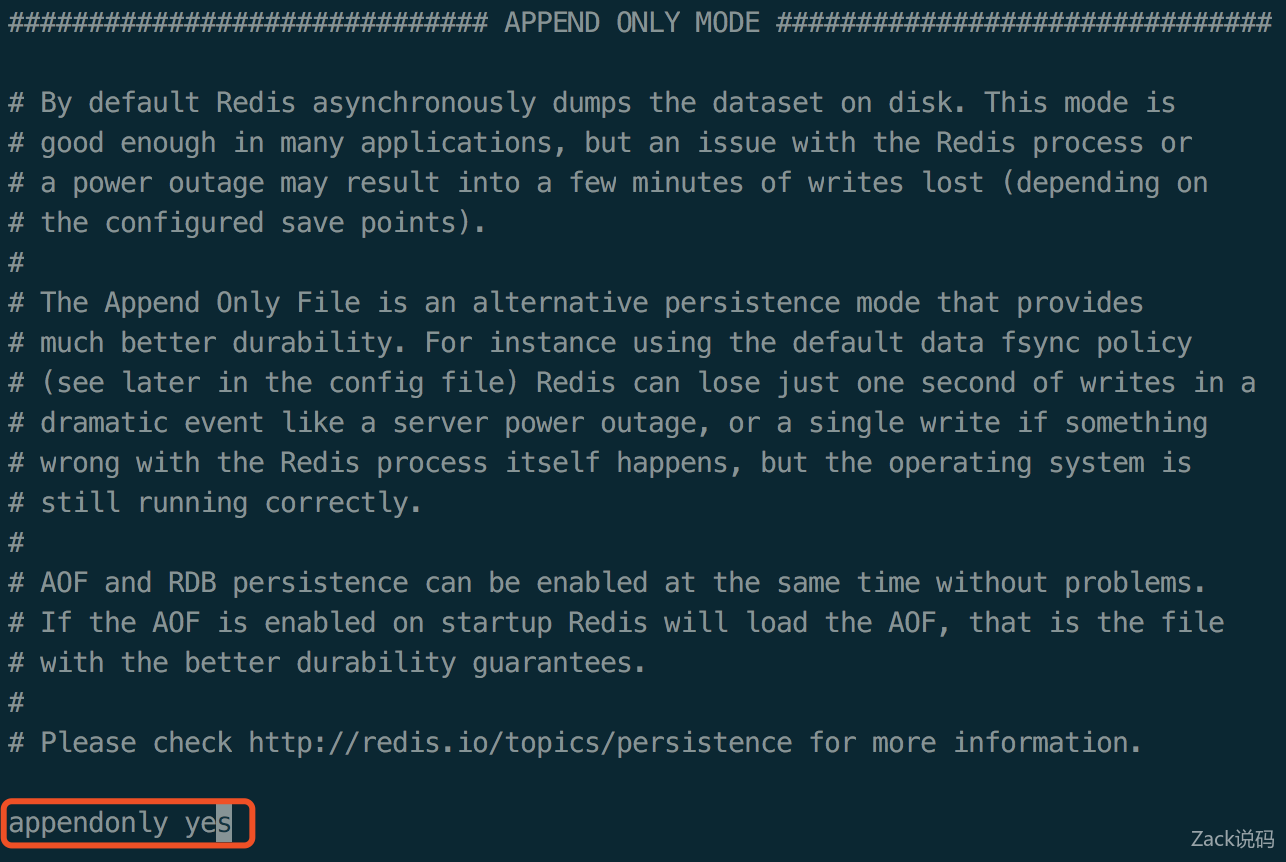 ############################## APPEND ONLY MODE ###############################
# By default Redis asynchronously dumps the dataset on disk. This mode is
# good enough in many applications, but an issue with the Redis process or
# a power outage may result into a few minutes of writes lost (depending on
# the configured save points).
#
# The Append Only File is an alternative persistence mode that provides
# much better durability. For instance using the default data fsync policy
# (see later in the config file) Redis can lose just one second of writes in a
# dramatic event like a server power outage, or a single write if something
# wrong with the Redis process itself happens, but the operating system is
# still running correctly.
#
# AOF and RDB persistence can be enabled at the same time without problems.
# If the AOF is enabled on startup Redis will load the AOF, that is the file
# with the better durability guarantees.
#
# Please check http://redis.io/topics/persistence for more information.
appendonly yes
Zack说码